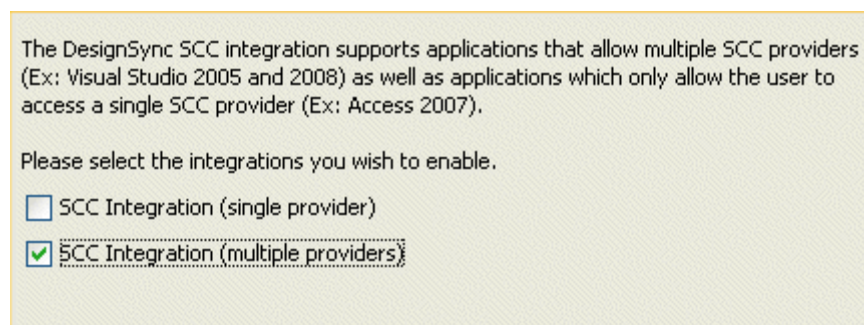 The DesignSync SCC integration supports applications that allow multiple SCC providers
(Ex: Visual Studio 2005 and 2008) as well as applications which only allow the user to
access a single SCC provider (Ex: Access 2007).
Please select the integrations you wish to enable.
SCC Integration (single provider)
SCC Integration (multiple providers)